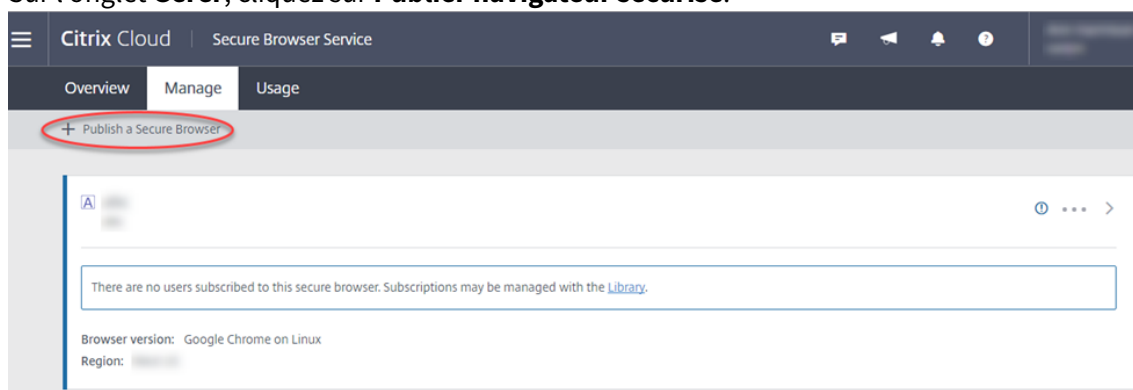 Citrix Cloud | Secure Browser Service
Overview Manage Usage
+ Publish a Secure Browser
A
There are no users subscribed to this secure browser. Subscriptions may be managed with the Library.
Browser version: Google Chrome on Linux
Region: